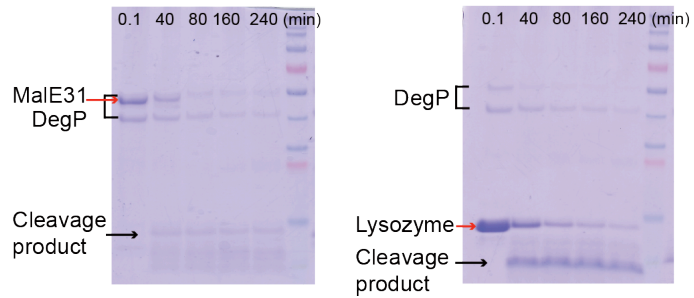 0.1 40 80 160 240 (min)
MalE31
DegP
Cleavage
product
0.1 40 80 160 240 (min)
DegP
Lysozyme
Cleavage
product